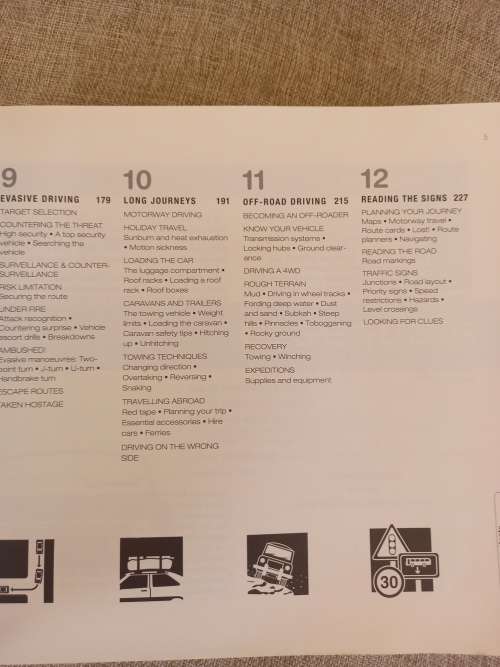 5
9
EVASIVE DRIVING 179
TARGET SELECTION
COUNTERING THE THREAT
High security • A top security
vehicle • Searching the
vehicle
SURVEILLANCE & COUNTER-
SURVEILLANCE
RISK LIMITATION
Securing the route
UNDER FIRE
Attack recognition •
Countering surprise • Vehicle
escort drills • Breakdowns
AMBUSHED!
Evasive manoeuvres: Two-
point turn • J-turn • U-turn •
Handbrake turn
ESCAPE ROUTES
TAKEN HOSTAGE
10
LONG JOURNEYS 191
MOTORWAY DRIVING
HOLIDAY TRAVEL
Sunburn and heat exhaustion
• Motion sickness
LOADING THE CAR
The luggage compartment •
Roof racks • Loading a roof
rack • Roof boxes
CARAVANS AND TRAILERS
The towing vehicle • Weight
limits • Loading the caravan •
Caravan safety tips • Hitching
up • Unhitching
TOWING TECHNIQUES
Changing direction •
Overtaking • Reversing •
Snaking
TRAVELLING ABROAD
Red tape • Planning your trip •
Essential accessories • Hire
cars • Ferries
DRIVING ON THE WRONG
SIDE
11
OFF-ROAD DRIVING 215
BECOMING AN OFF-ROADER
KNOW YOUR VEHICLE
Transmission systems •
Locking hubs • Ground clear-
ance
DRIVING A 4WD
ROUGH TERRAIN
Mud • Driving in wheel tracks •
Fording deep water • Dust
and sand • Subkah • Steep
hills • Pinnacles • Tobogganing
• Rocky ground
RECOVERY
Towing • Winching
EXPEDITIONS
Supplies and equipment
12
READING THE SIGNS 227
PLANNING YOUR JOURNEY
Maps • Motorway travel •
Route cards • Lost! • Route
planners • Navigating
READING THE ROAD
Road markings
TRAFFIC SIGNS
Junctions • Road layout •
Priority signs • Speed
restrictions • Hazards •
Level crossings
LOOKING FOR CLUES
30